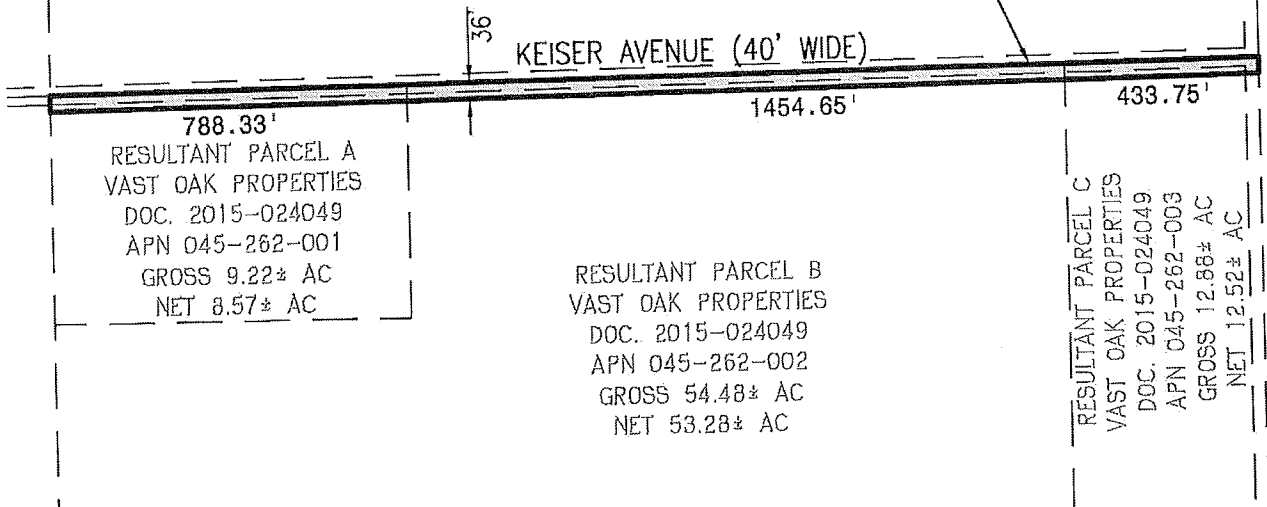 36'
KEISER AVENUE (40' WIDE)
788.33'
1454.65'
433.75'
RESULTANT PARCEL A
VAST OAK PROPERTIES
DOC. 2015-024049
APN 045-262-001
GROSS 9.22± AC
NET 8.57± AC
RESULTANT PARCEL B
VAST OAK PROPERTIES
DOC. 2015-024049
APN 045-262-002
GROSS 54.48± AC
NET 53.28± AC
RESULTANT PARCEL C
VAST OAK PROPERTIES
DOC. 2015-024049
APN 045-262-003
GROSS 12.88± AC
NET 12.52± AC